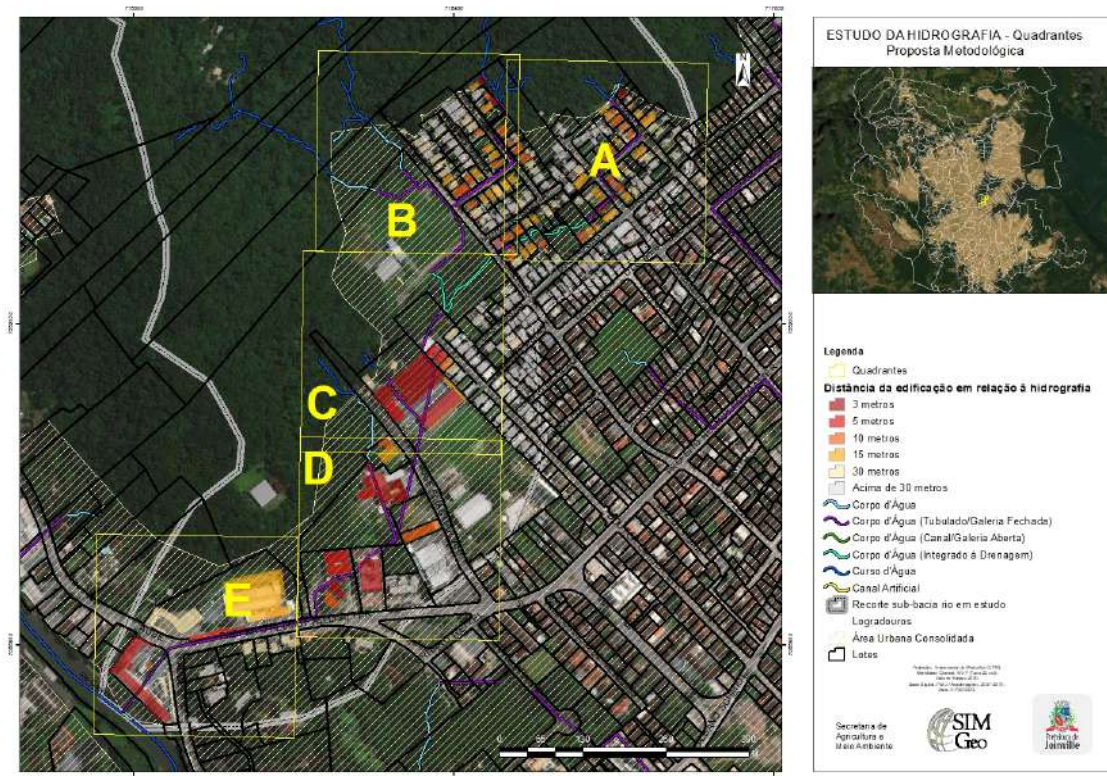 A
B
C
D
E
ESTUDO DA HIDROGRAFIA - Quadrantes
Proposta Metodológica
Legenda
Quadrantes
Distância da edificação em relação à hidrografia
3 metros
5 metros
10 metros
15 metros
30 metros
Acima de 30 metros
Corpo d'Água
Corpo d'Água (Tubulado/Galeria Fechada)
Corpo d'Água (Canal/Galeria Aberta)
Corpo d'Água (Integrado à Drenagem)
Curso d'Água
Canal Artificial
Recorte sub-bacia rio em estudo
Logradouros
Área Urbana Consolidada
Lotes
Secretaria de
Agricultura e
Meio Ambiente
SIM
Geo
Prefeitura de
Joinville